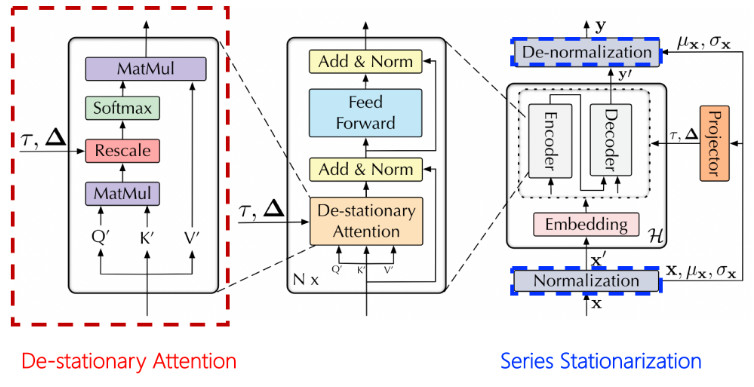 MatMul
Softmax
τ, Δ
Rescale
MatMul
Q′ K′ V′
Add & Norm
Feed
Forward
Add & Norm
τ, Δ
De-stationary
Attention
Q′ K′ V′
N x
y
De-normalization
μₓ, σₓ
y′
Encoder
Decoder
τ, Δ
Projector
Embedding
ℋ
x′
x, μₓ, σₓ
Normalization
x
De-stationary Attention
Series Stationarization